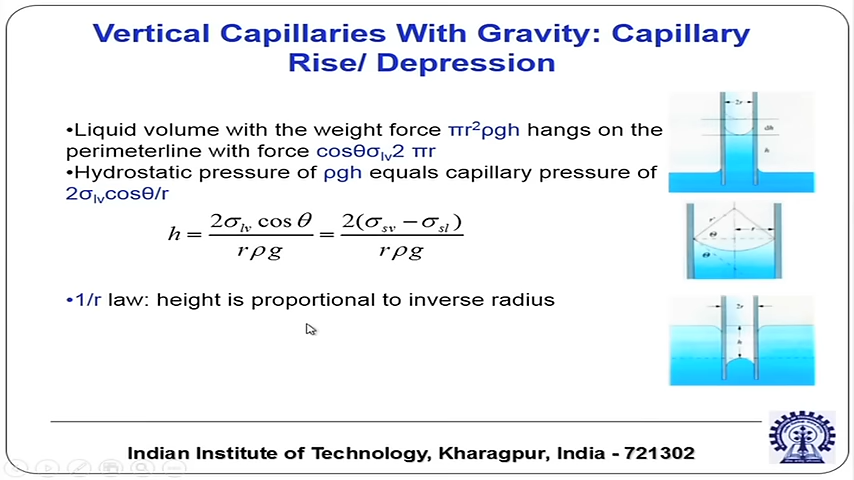 Vertical Capillaries With Gravity: Capillary
Rise/ Depression
•Liquid volume with the weight force πr²ρgh hangs on the
perimeterline with force cosθσlv2 πr
•Hydrostatic pressure of ρgh equals capillary pressure of
2σlvcosθ/r
h = 2σlv cos θ / rρg = 2(σsv − σsl) / rρg
•1/r law: height is proportional to inverse radius
2r
dh
h
r' r
Θ
Θ
2r
h
Indian Institute of Technology, Kharagpur, India - 721302